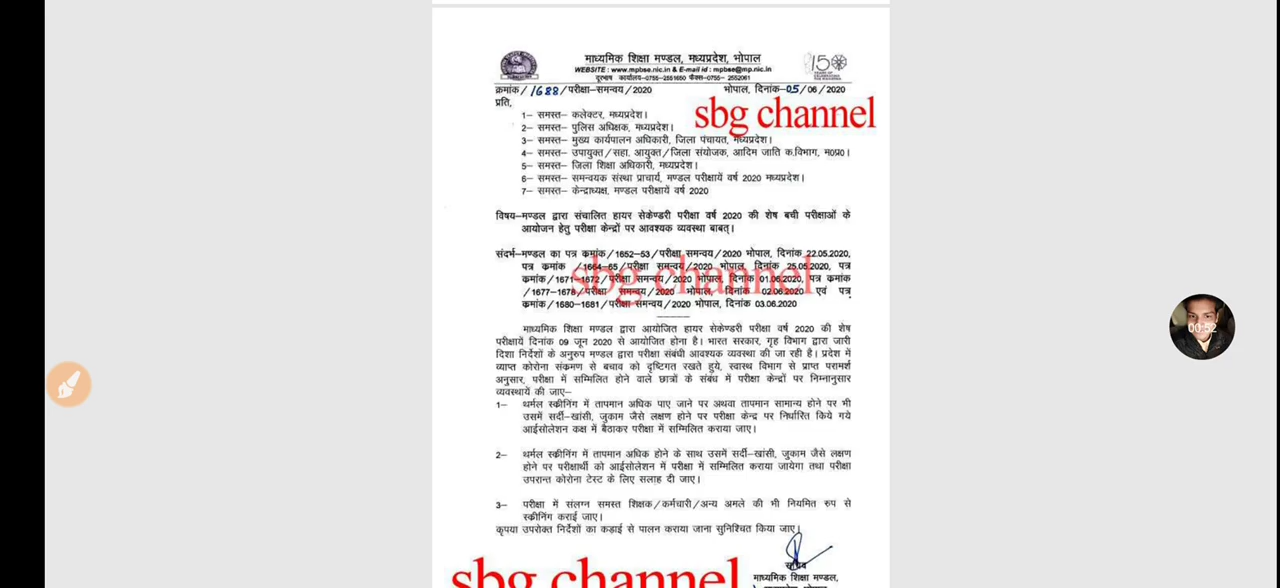 माध्यमिक शिक्षा मण्डल, मध्यप्रदेश, भोपाल
WEBSITE : www.mpbse.nic.in & E-mail id : mpbse@mp.nic.in
दूरभाष कार्यालय-0755-2551650 फैक्स-0755- 2552061
150
क्रमांक/1688/परीक्षा-समन्वय/2020 भोपाल, दिनांक-05/06/2020
प्रति,
sbg channel
1- समस्त- कलेक्टर, मध्यप्रदेश।
2- समस्त- पुलिस अधिक्षक, मध्यप्रदेश।
3- समस्त- मुख्य कार्यपालन अधिकारी, जिला पंचायत, मध्यप्रदेश।
4- समस्त- उपायुक्त/सहा. आयुक्त/जिला संयोजक, आदिम जाति क.विभाग, म०प्र०।
5- समस्त- जिला शिक्षा अधिकारी, मध्यप्रदेश।
6- समस्त- समन्वयक संस्था प्राचार्य, मण्डल परीक्षायें वर्ष 2020 मध्यप्रदेश।
7- समस्त- केन्द्राध्यक्ष, मण्डल परीक्षायें वर्ष 2020
विषय-मण्डल द्वारा संचालित हायर सेकेण्डरी परीक्षा वर्ष 2020 की शेष बची परीक्षाओं के
आयोजन हेतु परीक्षा केन्द्रों पर आवश्यक व्यवस्था बाबत्।
संदर्भ-मण्डल का पत्र क्रमांक/1652-53/परीक्षा समन्वय/2020 भोपाल, दिनांक 22.05.2020,
पत्र क्रमांक /1664-65/परीक्षा समन्वय/2020 भोपाल, दिनांक 25.05.2020, पत्र
क्रमांक/1671-1672/परीक्षा समन्वय/2020 भोपाल, दिनांक 01.06.2020, पत्र क्रमांक
/1677-1678/परीक्षा समन्वय/2020 भोपाल, दिनांक 02.06.2020 एवं पत्र
क्रमांक/1680-1681/परीक्षा समन्वय/2020 भोपाल, दिनांक 03.06.2020
sbg channel
माध्यमिक शिक्षा मण्डल द्वारा आयोजित हायर सेकेण्डरी परीक्षा वर्ष 2020 की शेष
परीक्षायें दिनांक 09 जून 2020 से आयोजित होना है। भारत सरकार, गृह विभाग द्वारा जारी
दिशा निर्देशों के अनुरुप मण्डल द्वारा परीक्षा संबंधी आवश्यक व्यवस्था की जा रही है। प्रदेश में
व्याप्त कोरोना संक्रमण से बचाव को दृष्टिगत रखते हुये, स्वास्थ विभाग से प्राप्त परामर्श
अनुसार, परीक्षा में सम्मिलित होने वाले छात्रों के संबंध में परीक्षा केन्द्रों पर निम्नानुसार
व्यवस्थायें की जाए-
1- थर्मल स्क्रीनिंग में तापमान अधिक पाए जाने पर अथवा तापमान सामान्य होने पर भी
उसमें सर्दी-खांसी, जुकाम जैसे लक्षण होने पर परीक्षा केन्द्र पर निर्धारित किये गये
आईसोलेशन कक्ष में बैठाकर परीक्षा में सम्मिलित कराया जाए।
2- थर्मल स्क्रीनिंग में तापमान अधिक होने के साथ उसमें सर्दी-खांसी, जुकाम जैसे लक्षण
होने पर परीक्षार्थी को आईसोलेशन में परीक्षा में सम्मिलित कराया जायेगा तथा परीक्षा
उपरान्त कोरोना टेस्ट के लिए सलाह दी जाए।
3- परीक्षा में संलग्न समस्त शिक्षक/कर्मचारी/अन्य अमले की भी नियमित रुप से
स्क्रीनिंग कराई जाए।
कृपया उपरोक्त निर्देशों का कड़ाई से पालन कराया जाना सुनिश्चित किया जाए।
सचिव
माध्यमिक शिक्षा मण्डल,
sbg channel
00:52